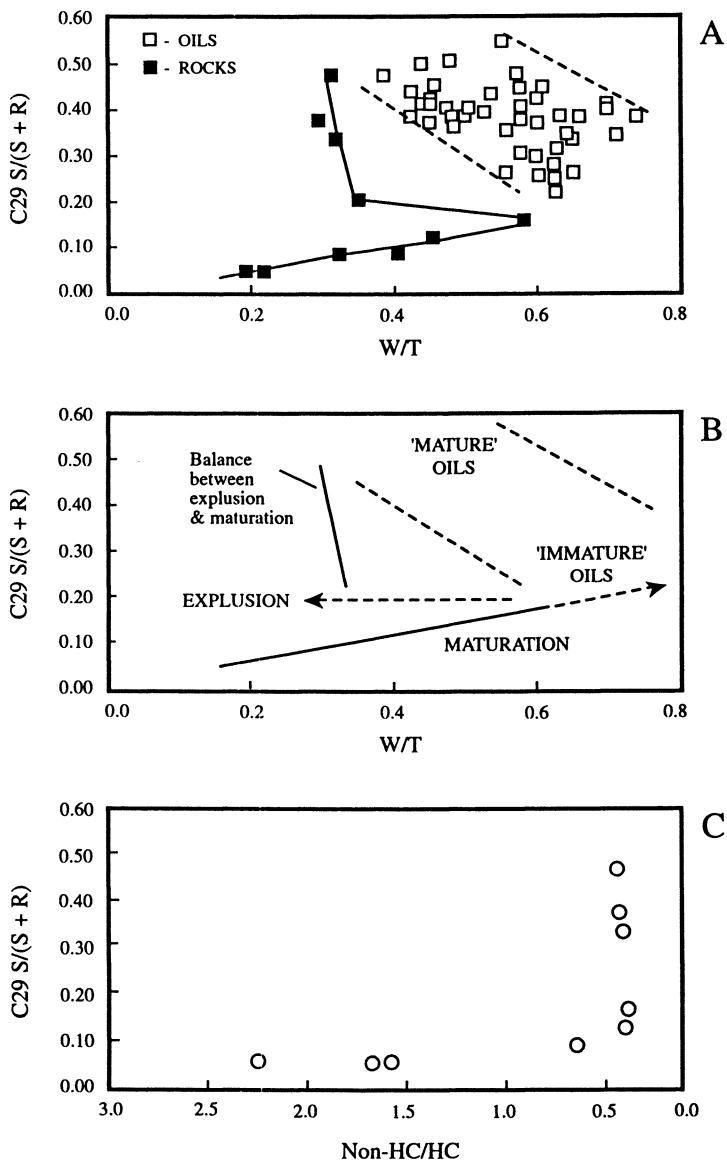 A
0.60
0.50
0.40
0.30
0.20
0.10
0.00
C29 S/(S + R)
- OILS
- ROCKS
0.0 0.2 0.4 0.6 0.8
W/T
B
0.60
0.50
0.40
0.30
0.20
0.10
0.00
C29 S/(S + R)
Balance
between
explusion
& maturation
'MATURE'
OILS
'IMMATURE'
OILS
EXPLUSION
MATURATION
0.0 0.2 0.4 0.6 0.8
W/T
C
0.60
0.50
0.40
0.30
0.20
0.10
0.00
C29 S/(S + R)
3.0 2.5 2.0 1.5 1.0 0.5 0.0
Non-HC/HC